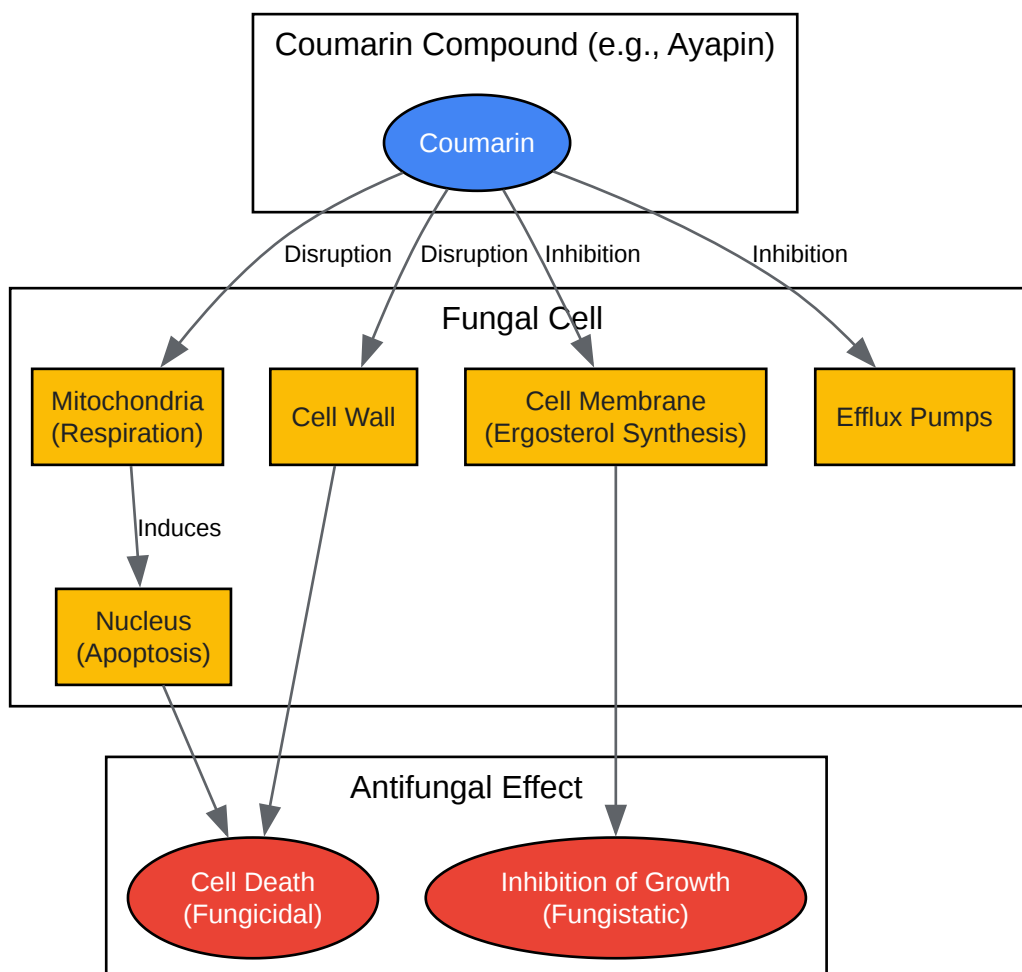 Coumarin Compound (e.g., Ayapin)
Coumarin
Disruption
Disruption
Inhibition
Inhibition
Fungal Cell
Mitochondria
(Respiration)
Cell Wall
Cell Membrane
(Ergosterol Synthesis)
Efflux Pumps
Induces
Nucleus
(Apoptosis)
Antifungal Effect
Cell Death
(Fungicidal)
Inhibition of Growth
(Fungistatic)